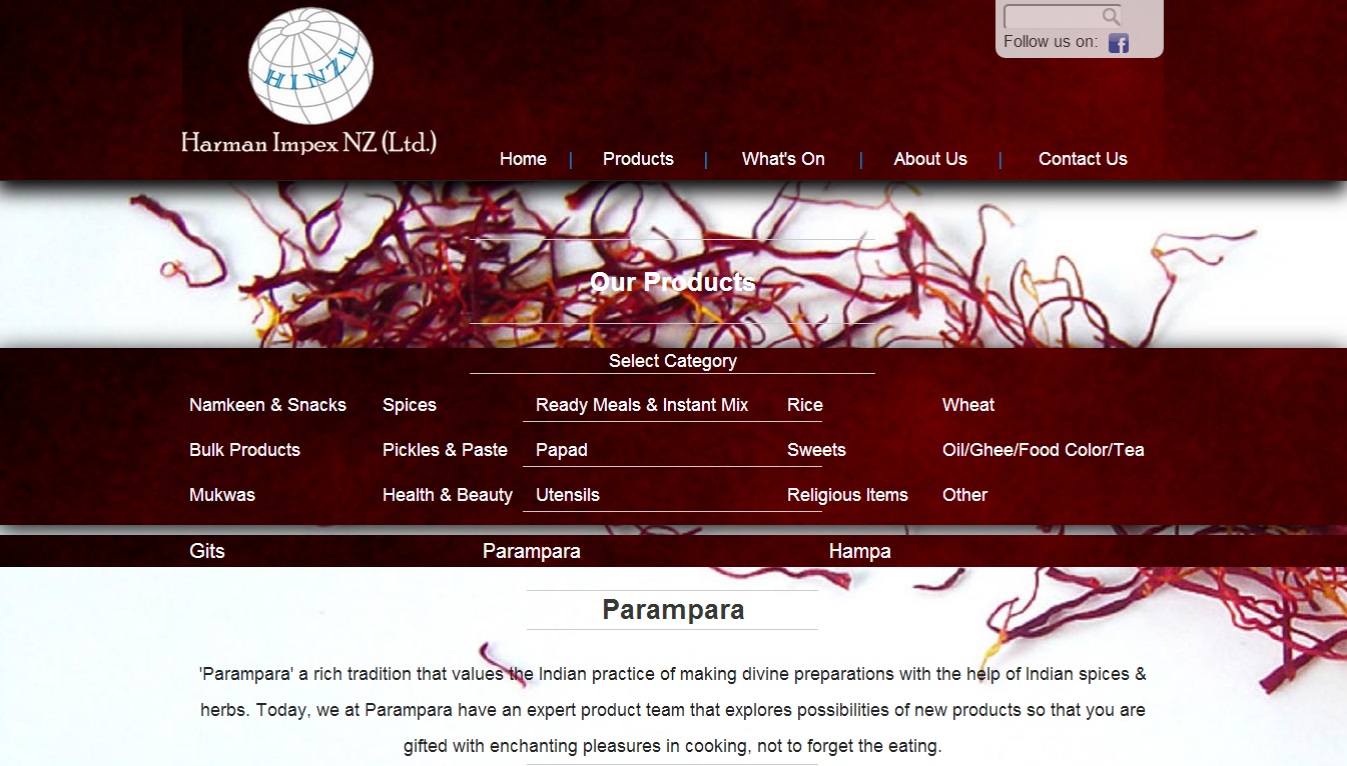 HINZL
Harman Impex NZ (Ltd.)
Follow us on:
Home | Products | What's On | About Us | Contact Us
Our Products
Select Category
Namkeen & Snacks Spices Ready Meals & Instant Mix Rice Wheat
Bulk Products Pickles & Paste Papad Sweets Oil/Ghee/Food Color/Tea
Mukwas Health & Beauty Utensils Religious Items Other
Gits Parampara Hampa
Parampara
'Parampara' a rich tradition that values the Indian practice of making divine preparations with the help of Indian spices &
herbs. Today, we at Parampara have an expert product team that explores possibilities of new products so that you are
gifted with enchanting pleasures in cooking, not to forget the eating.